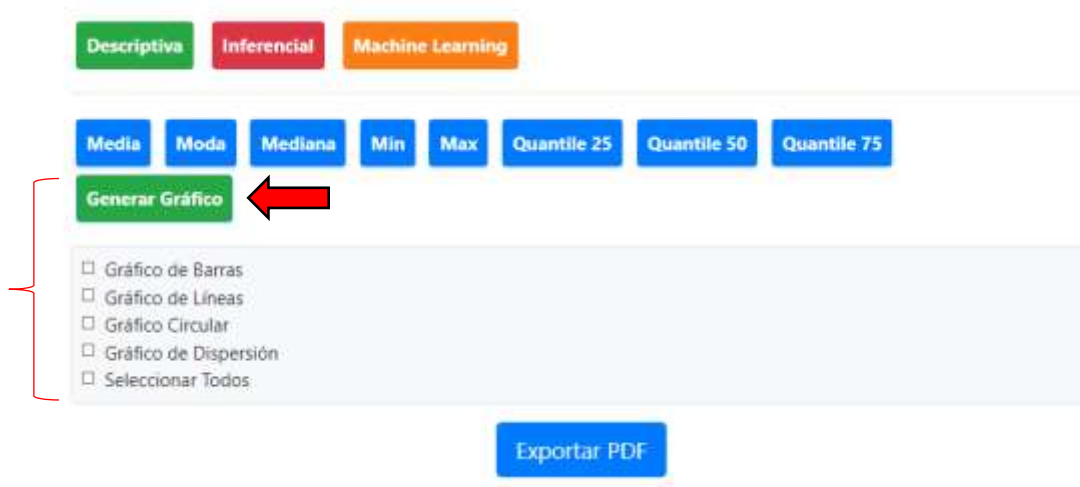 Descriptiva Inferencial Machine Learning
Media Moda Mediana Min Max Quantile 25 Quantile 50 Quantile 75
Generar Gráfico
Gráfico de Barras
Gráfico de Líneas
Gráfico Circular
Gráfico de Dispersión
Seleccionar Todos
Exportar PDF